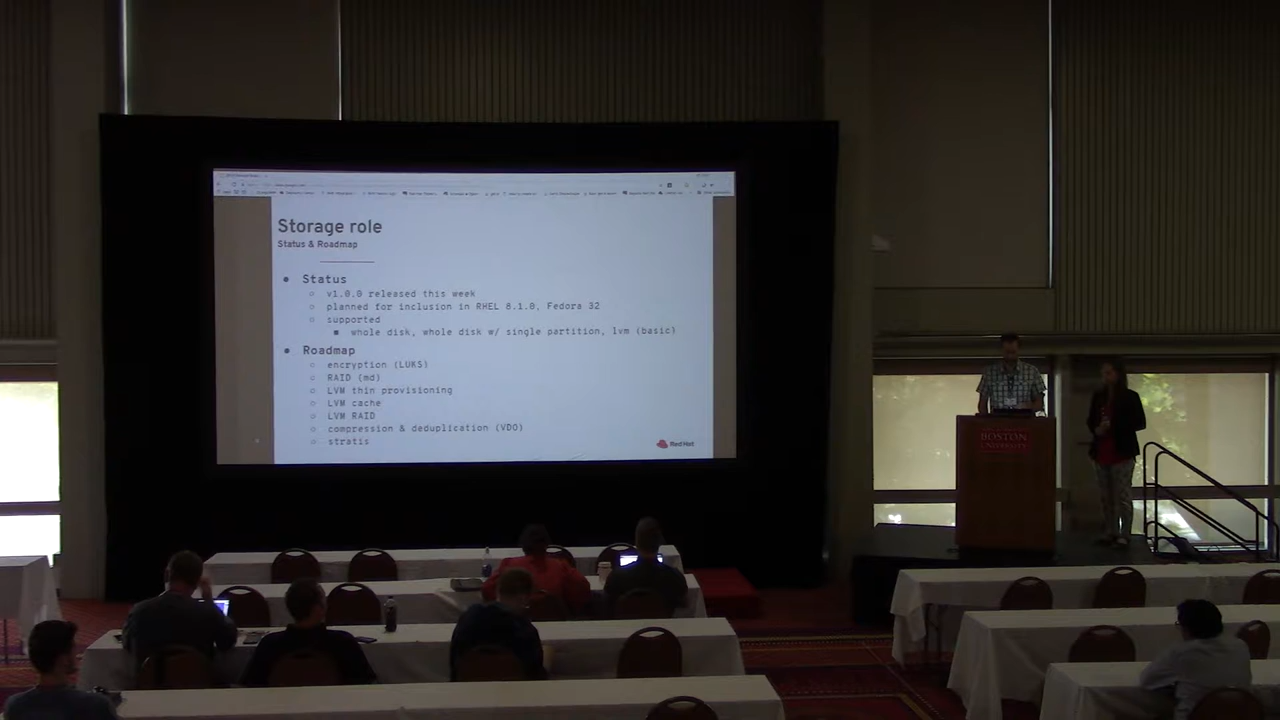 Storage role
Status & Roadmap
● Status
○ v1.0.0 released this week
○ planned for inclusion in RHEL 8.1.0, Fedora 32
○ supported
■ whole disk, whole disk w/ single partition, lvm (basic)
● Roadmap
○ encryption (LUKS)
○ RAID (md)
○ LVM thin provisioning
○ LVM cache
○ LVM RAID
○ compression & deduplication (VDO)
○ stratis
Red Hat
BOSTON
UNIVERSITY